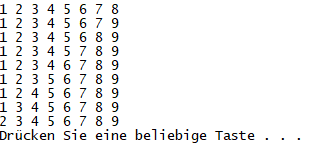 1 2 3 4 5 6 7 8
1 2 3 4 5 6 7 9
1 2 3 4 5 6 8 9
1 2 3 4 5 7 8 9
1 2 3 4 6 7 8 9
1 2 3 5 6 7 8 9
1 2 4 5 6 7 8 9
1 3 4 5 6 7 8 9
2 3 4 5 6 7 8 9
Drücken Sie eine beliebige Taste . . .